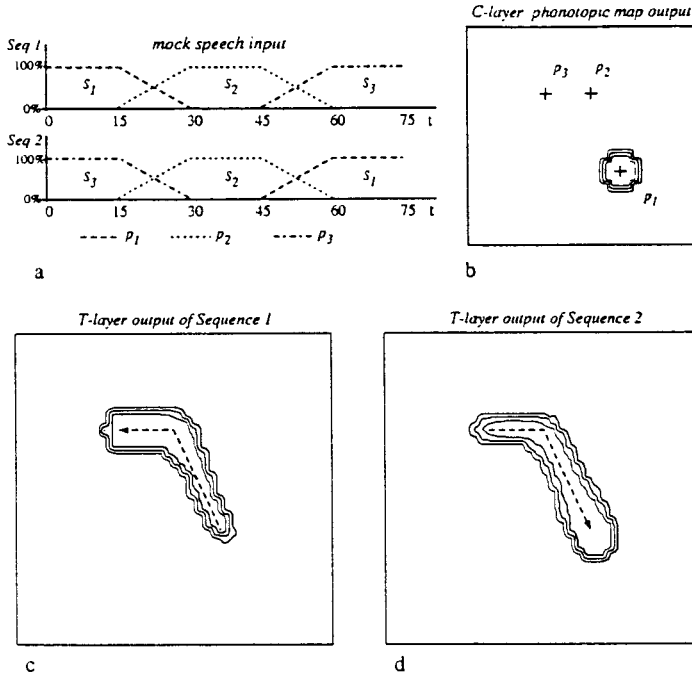 Seq 1
mock speech input
100%
S1
S2
S3
0%
0 15 30 45 60 75 t
Seq 2
100%
S3
S2
S1
0%
0 15 30 45 60 75 t
p1 p2 p3
a
C-layer phonotopic map output
p3 p2
p1
b
T-layer output of Sequence 1
c
T-layer output of Sequence 2
d